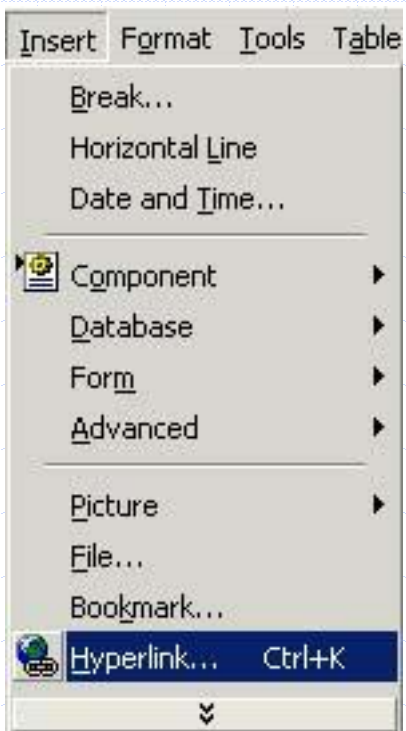 Insert Format Tools Table
Break...
Horizontal Line
Date and Time...
Component
Database
Form
Advanced
Picture
File...
Bookmark...
Hyperlink... Ctrl+K